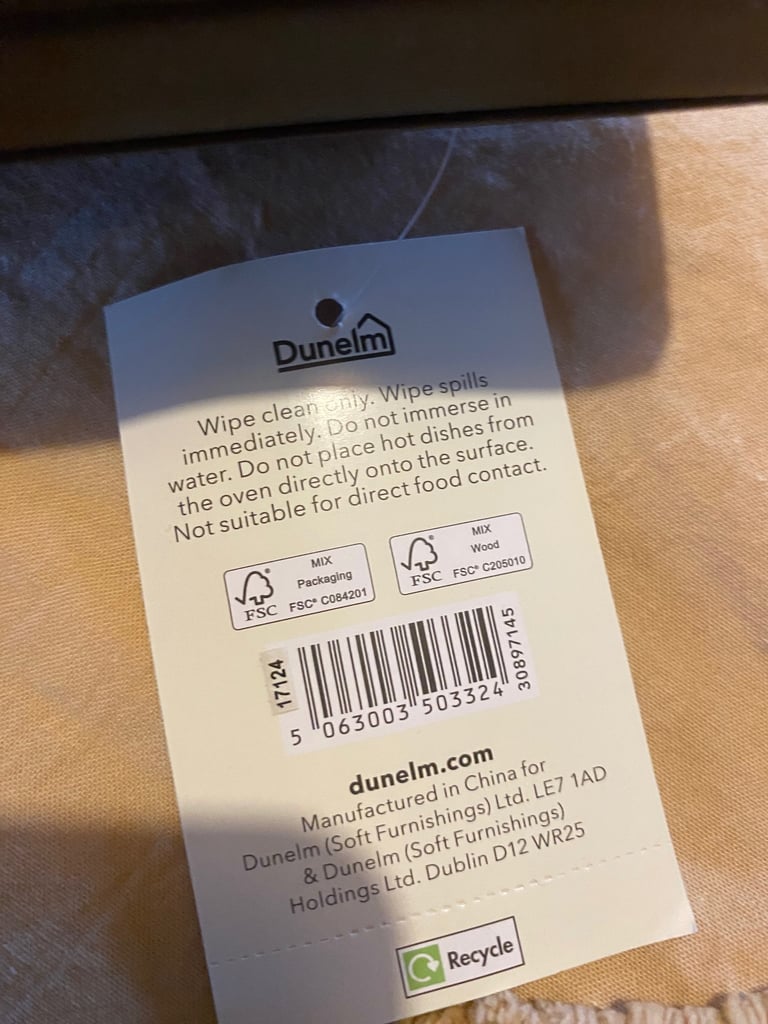 Dunelm
Wipe clean only. Wipe spills
immediately. Do not immerse in
water. Do not place hot dishes from
the oven directly onto the surface.
Not suitable for direct food contact.
FSC
MIX
Packaging
FSC® C084201
FSC
MIX
Wood
FSC® C205010
17124
5 063003 503324
30897145
dunelm.com
Manufactured in China for
Dunelm (Soft Furnishings) Ltd. LE7 1AD
& Dunelm (Soft Furnishings)
Holdings Ltd. Dublin D12 WR25
Recycle